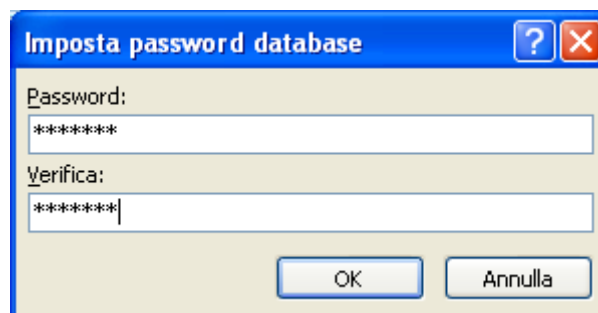 Imposta password database
Password:
*******
Verifica:
*******
OK Annulla